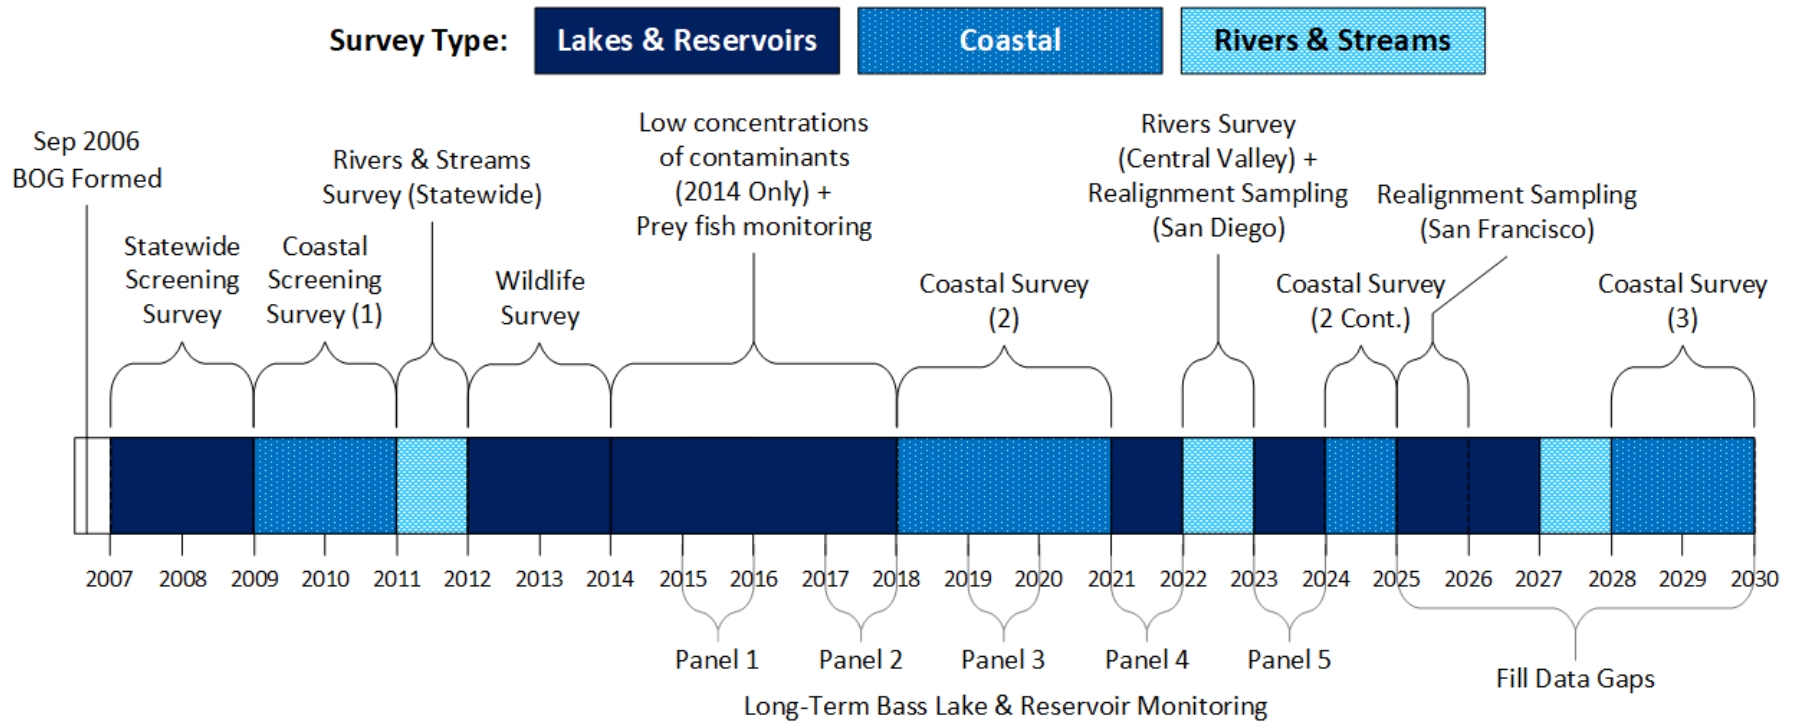 Survey Type:
Lakes & Reservoirs
Coastal
Rivers & Streams
Sep 2006
BOG Formed
Statewide
Screening
Survey
Coastal
Screening
Survey (1)
Rivers & Streams
Survey (Statewide)
Wildlife
Survey
Low concentrations
of contaminants
(2014 Only) +
Prey fish monitoring
Coastal Survey
(2)
Rivers Survey
(Central Valley) +
Realignment Sampling
(San Diego)
Coastal Survey
(2 Cont.)
Realignment Sampling
(San Francisco)
Coastal Survey
(3)
2007 2008 2009 2010 2011 2012 2013 2014 2015 2016 2017 2018 2019 2020 2021 2022 2023 2024 2025 2026 2027 2028 2029 2030
Panel 1 Panel 2 Panel 3 Panel 4 Panel 5
Fill Data Gaps
Long-Term Bass Lake & Reservoir Monitoring